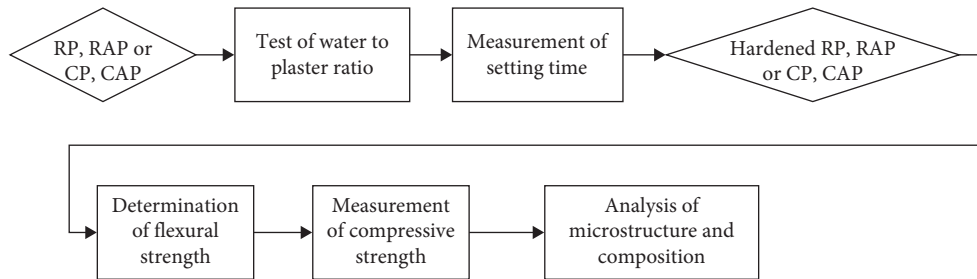 RP, RAP or
CP, CAP
Test of water to
plaster ratio
Measurement of
setting time
Hardened RP, RAP
or CP, CAP
Determination
of flexural
strength
Measurement
of compressive
strength
Analysis of
microstructure and
composition